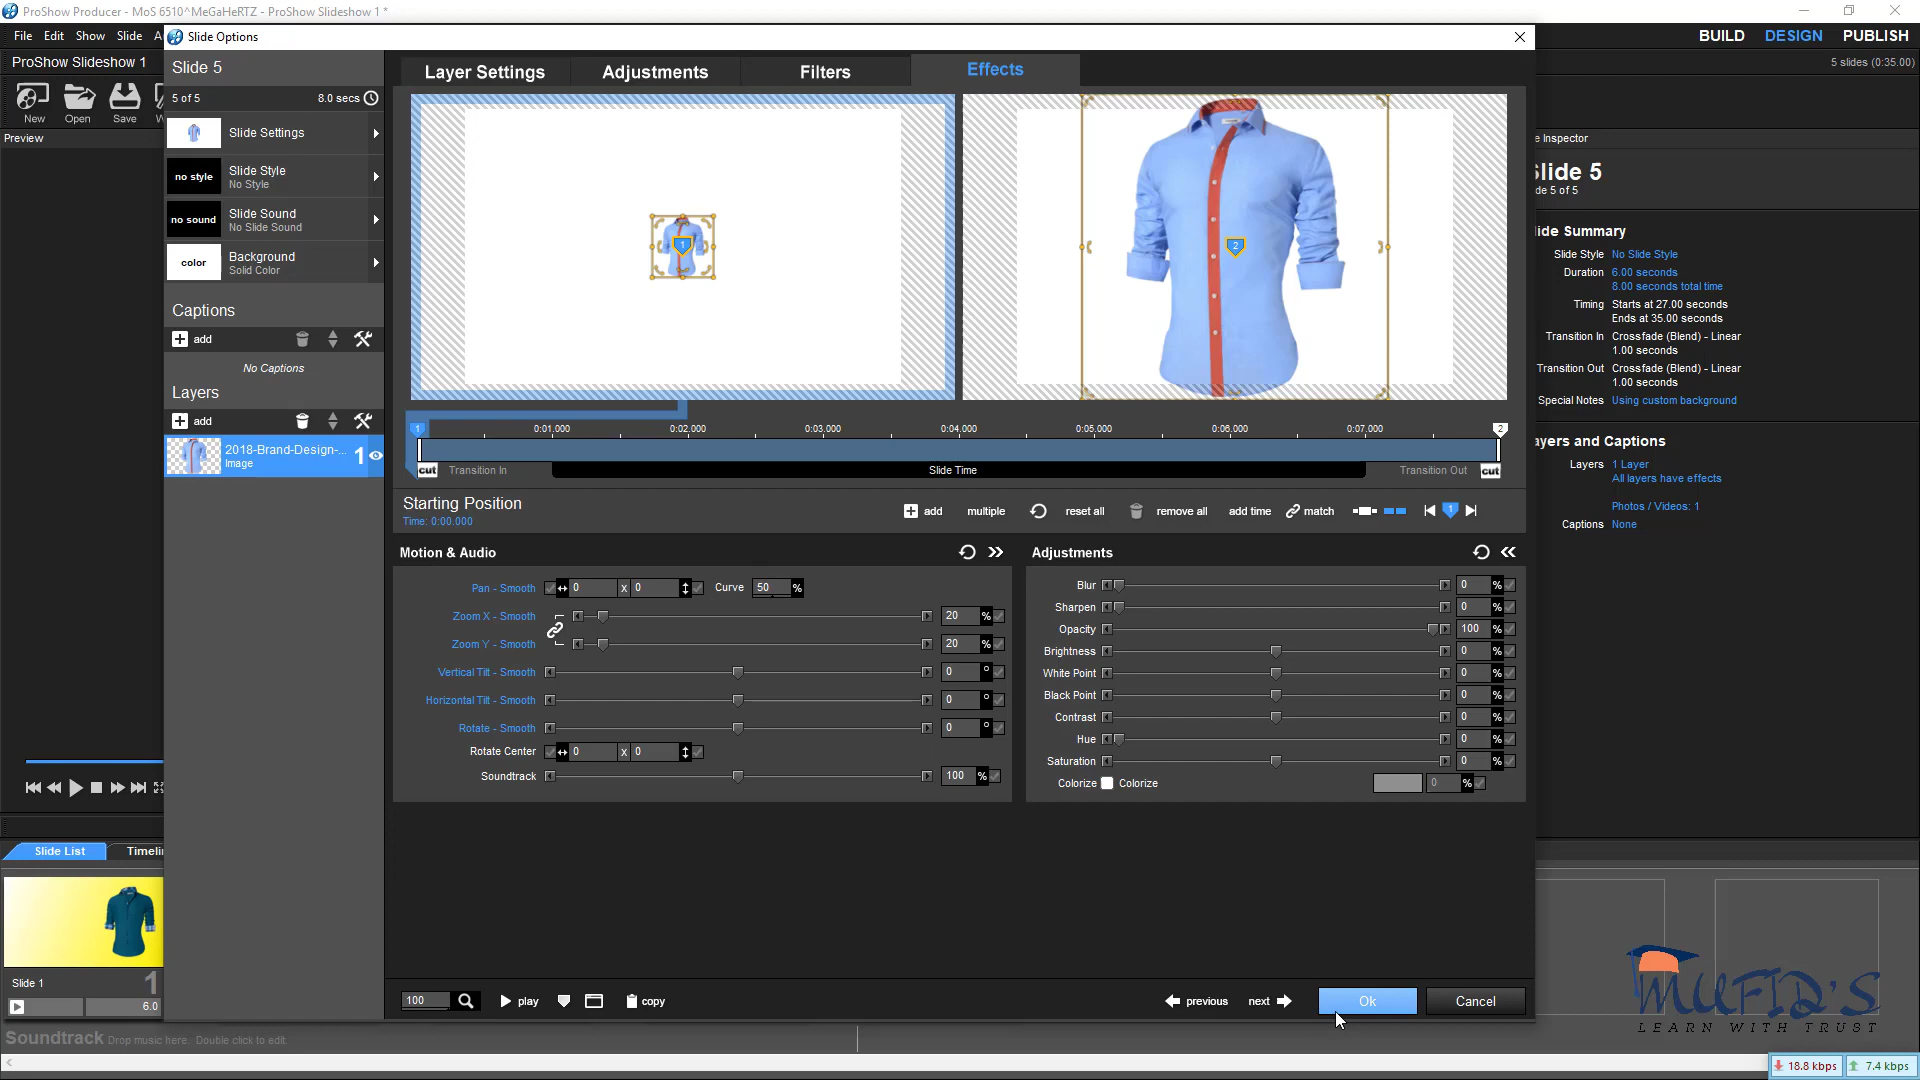 ProShow Producer - MoS 6510^MeGaHeRTZ - ProShow Slideshow 1 *
File Edit Show Slide A
BUILD DESIGN PUBLISH
Slide Options
ProShow Slideshow 1
5 slides (0:35.00)
Slide 5
Layer Settings Adjustments Filters Effects
5 of 5 8.0 secs
New Open Save
Preview
e Inspector
Slide Settings
Slide 5
de 5 of 5
no style Slide Style
No Style
no sound Slide Sound
No Slide Sound
color Background
Solid Color
1
2
lide Summary
Slide Style No Slide Style
Duration 6.00 seconds
8.00 seconds total time
Timing Starts at 27.00 seconds
Ends at 35.00 seconds
Transition In Crossfade (Blend) - Linear
1.00 seconds
Transition Out Crossfade (Blend) - Linear
1.00 seconds
Special Notes Using custom background
Captions
add
No Captions
Layers
add
2018-Brand-Design-... 1
Image
ayers and Captions
Layers 1 Layer
All layers have effects
Photos / Videos: 1
Captions None
1 0:01.000 0:02.000 0:03.000 0:04.000 0:05.000 0:06.000 0:07.000 2
cut Transition In Slide Time Transition Out cut
Starting Position
Time: 0:00.000
add multiple reset all remove all add time match 1
Motion & Audio
Pan - Smooth 0 x 0 Curve 50 %
Zoom X - Smooth 20 %
Zoom Y - Smooth 20 %
Vertical Tilt - Smooth 0 °
Horizontal Tilt - Smooth 0 °
Rotate - Smooth 0 °
Rotate Center 0 x 0
Soundtrack 100 %
Adjustments
Blur 0 %
Sharpen 0 %
Opacity 100 %
Brightness 0 %
White Point 0 %
Black Point 0 %
Contrast 0 %
Hue 0 %
Saturation 0 %
Colorize Colorize 0 %
Slide List Timeli
Slide 1 1
6.0
100 play copy
previous next Ok Cancel
MUFID'S
LEARN WITH TRUST
Soundtrack Drop music here. Double click to edit.
18.8 kbps 7.4 kbps